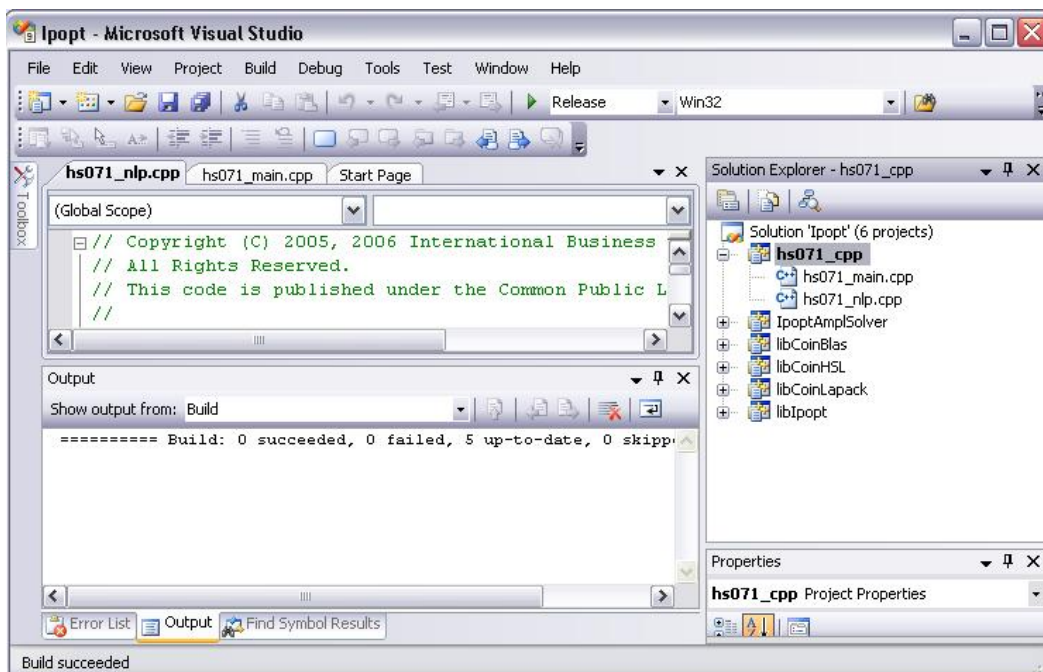 Ipopt - Microsoft Visual Studio
File Edit View Project Build Debug Tools Test Window Help
Release Win32
Toolbox
hs071_nlp.cpp hs071_main.cpp Start Page
(Global Scope)
// Copyright (C) 2005, 2006 International Business
// All Rights Reserved.
// This code is published under the Common Public L
//
Output
Show output from: Build
========== Build: 0 succeeded, 0 failed, 5 up-to-date, 0 skipp
Error List Output Find Symbol Results
Solution Explorer - hs071_cpp
Solution 'Ipopt' (6 projects)
hs071_cpp
hs071_main.cpp
hs071_nlp.cpp
IpoptAmplSolver
libCoinBlas
libCoinHSL
libCoinLapack
libIpopt
Properties
hs071_cpp Project Properties
Build succeeded